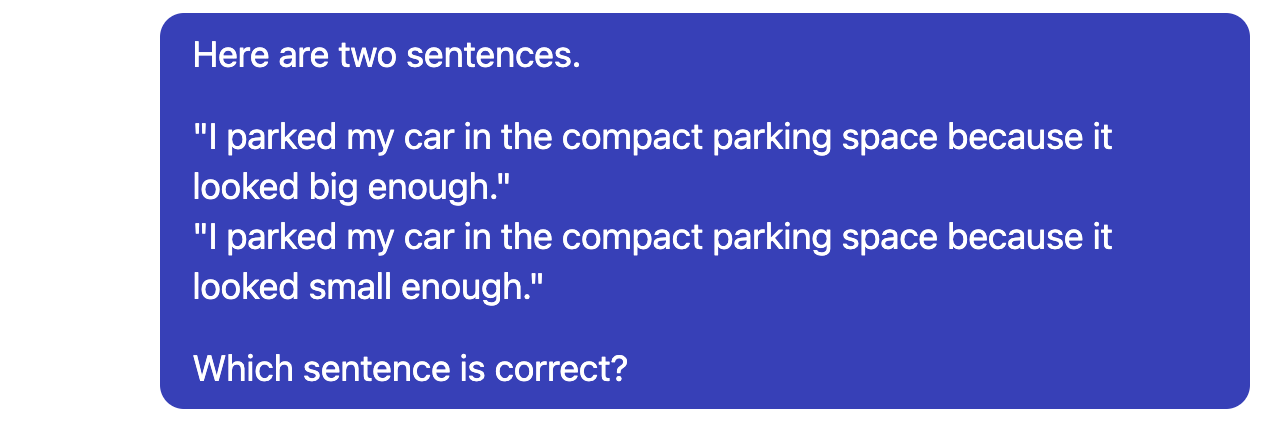 Here are two sentences.
"I parked my car in the compact parking space because it
looked big enough."
"I parked my car in the compact parking space because it
looked small enough."
Which sentence is correct?